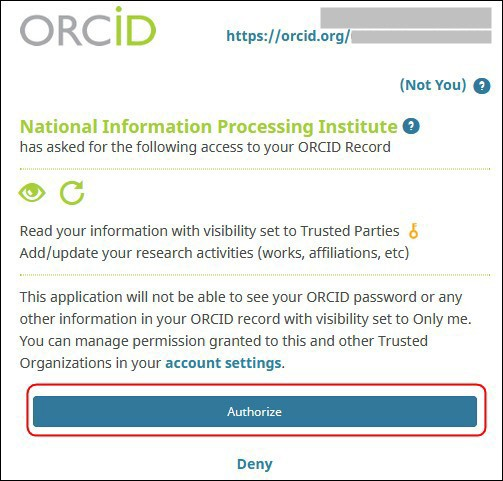 ORCID
https://orcid.org/
(Not You) ?
National Information Processing Institute ?
has asked for the following access to your ORCID Record
Read your information with visibility set to Trusted Parties
Add/update your research activities (works, affiliations, etc)
This application will not be able to see your ORCID password or any
other information in your ORCID record with visibility set to Only me.
You can manage permission granted to this and other Trusted
Organizations in your account settings.
Authorize
Deny